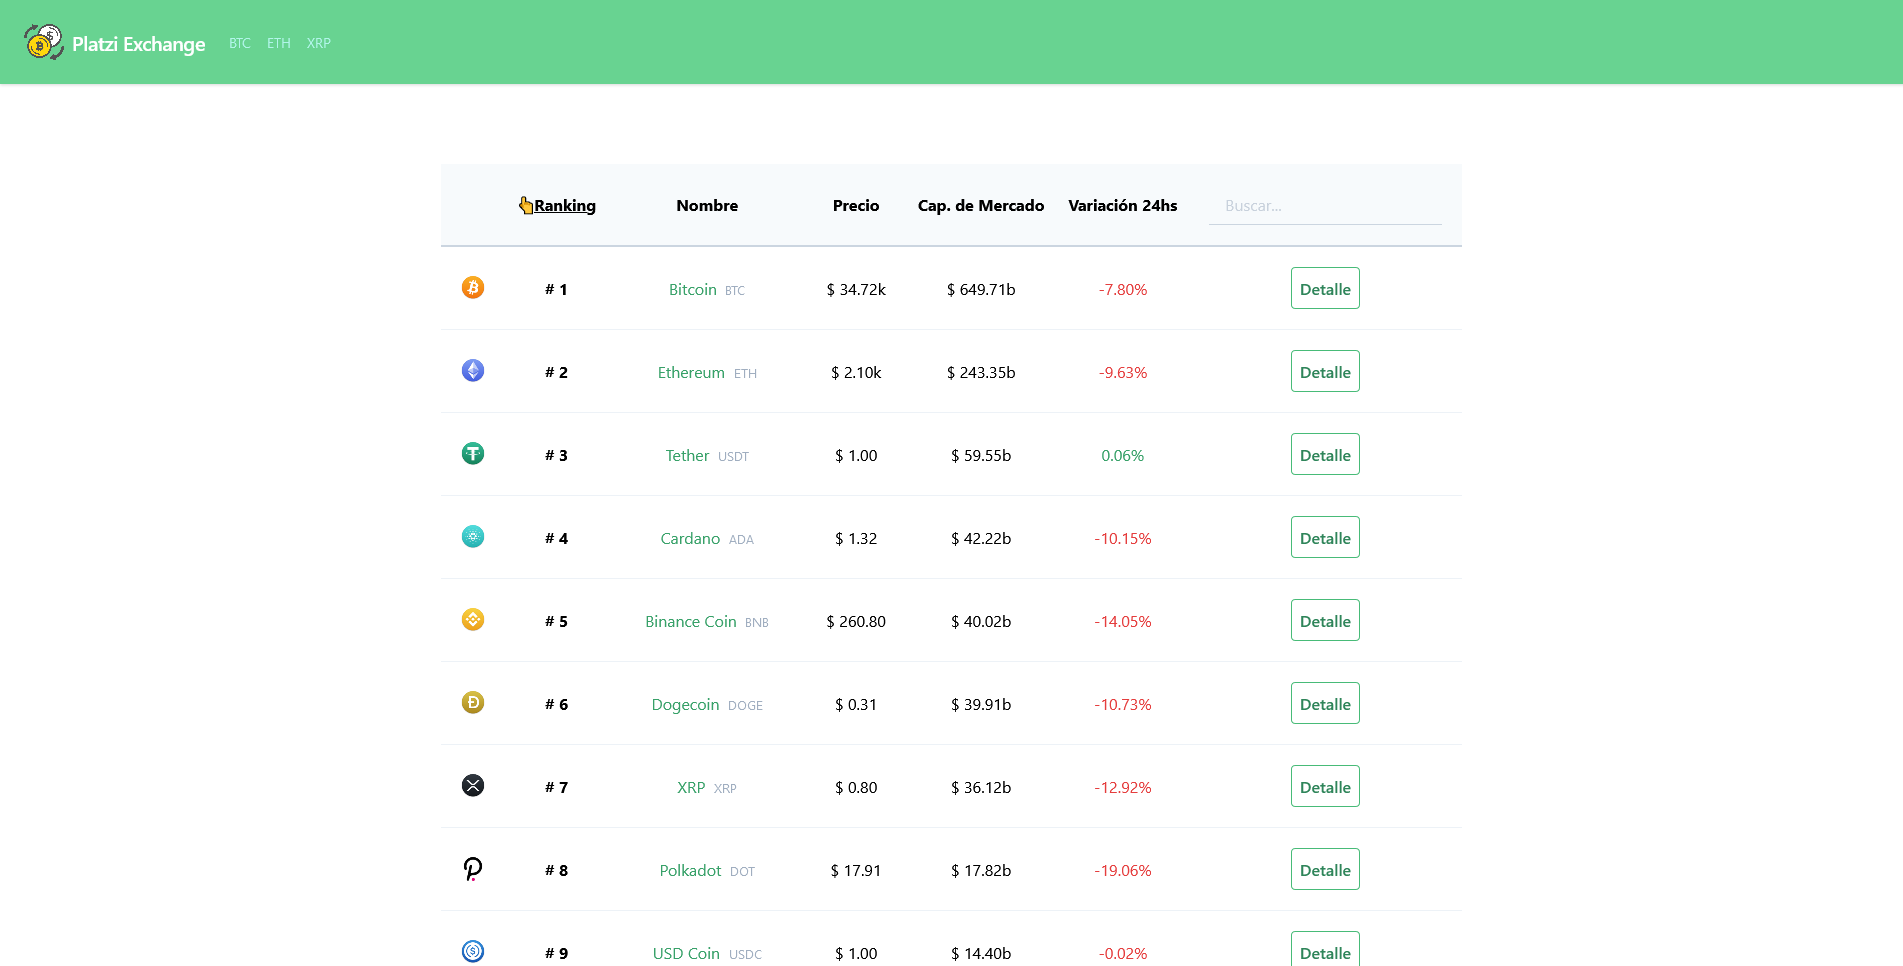 Platzi Exchange BTC ETH XRP
Ranking Nombre Precio Cap. de Mercado Variación 24hs Buscar...
# 1 Bitcoin BTC $ 34.72k $ 649.71b -7.80% Detalle
# 2 Ethereum ETH $ 2.10k $ 243.35b -9.63% Detalle
# 3 Tether USDT $ 1.00 $ 59.55b 0.06% Detalle
# 4 Cardano ADA $ 1.32 $ 42.22b -10.15% Detalle
# 5 Binance Coin BNB $ 260.80 $ 40.02b -14.05% Detalle
# 6 Dogecoin DOGE $ 0.31 $ 39.91b -10.73% Detalle
# 7 XRP XRP $ 0.80 $ 36.12b -12.92% Detalle
# 8 Polkadot DOT $ 17.91 $ 17.82b -19.06% Detalle
# 9 USD Coin USDC $ 1.00 $ 14.40b -0.02% Detalle